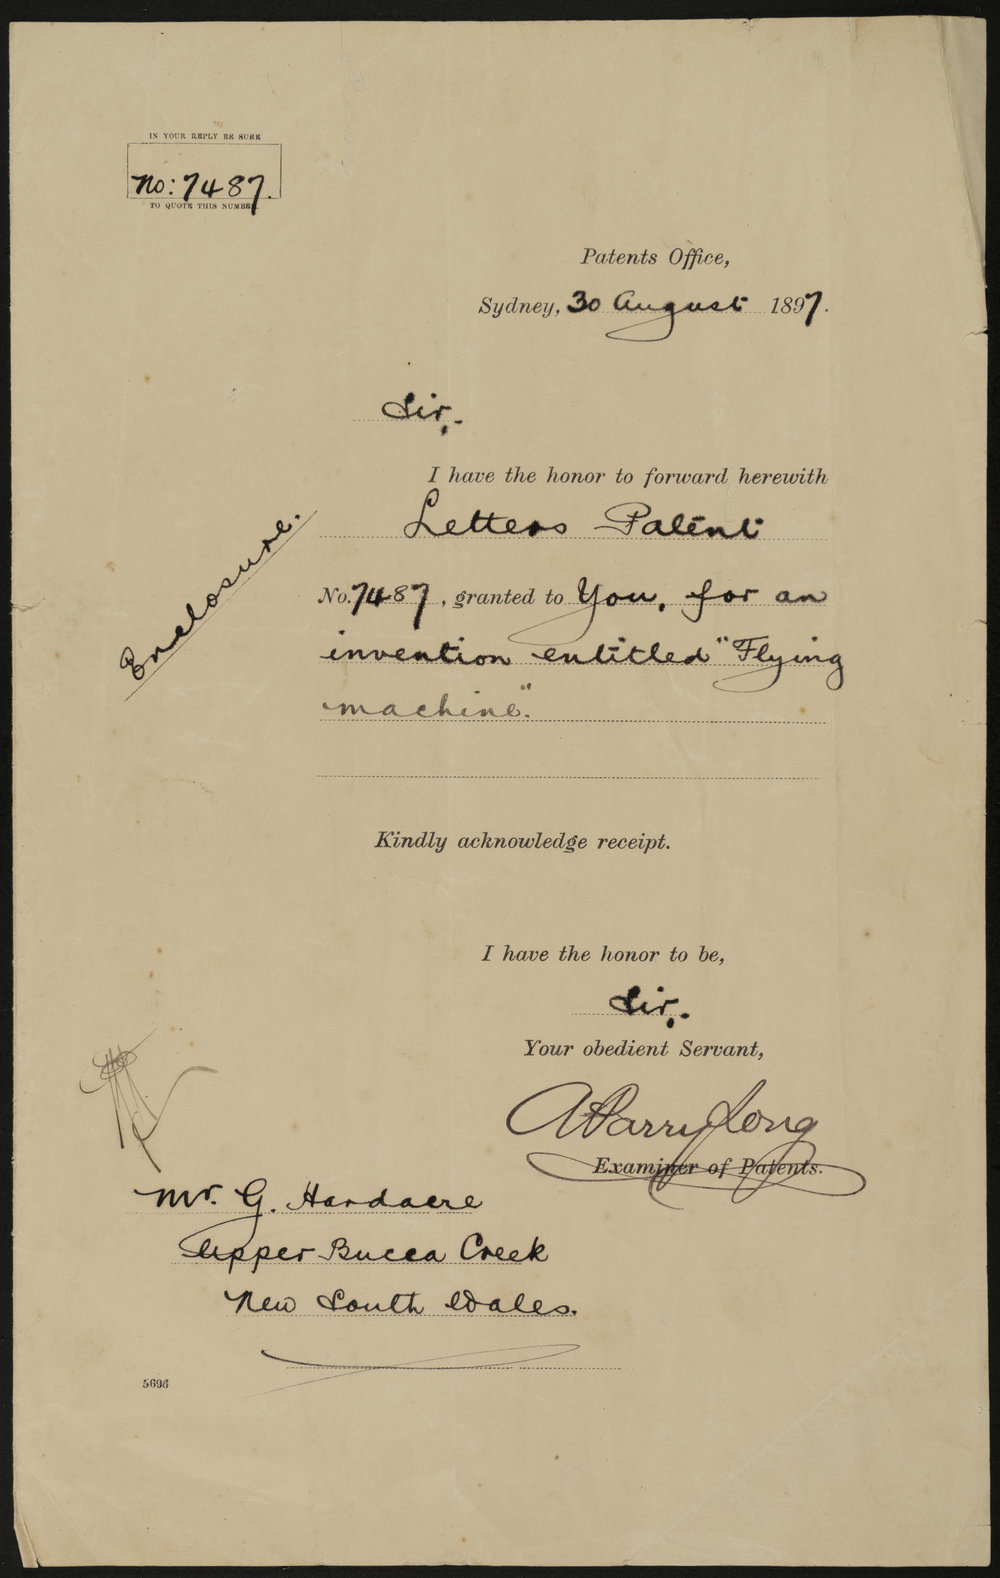 IN YOUR REPLY BE SURE
No: 7487.
TO QUOTE THIS NUMBER.
Patents Office,
Sydney, 30 August 1897.
Sir,-
I have the honor to forward herewith
Letters Patent
No. 7487, granted to You, for an
invention entitled "Flying
machine".
Enclosure.
Kindly acknowledge receipt.
I have the honor to be,
Sir,-
Your obedient Servant,
A Parry Long
Examiner of Patents.
Mr. G. Hardacre
Upper Bucca Creek
New South Wales.
5696